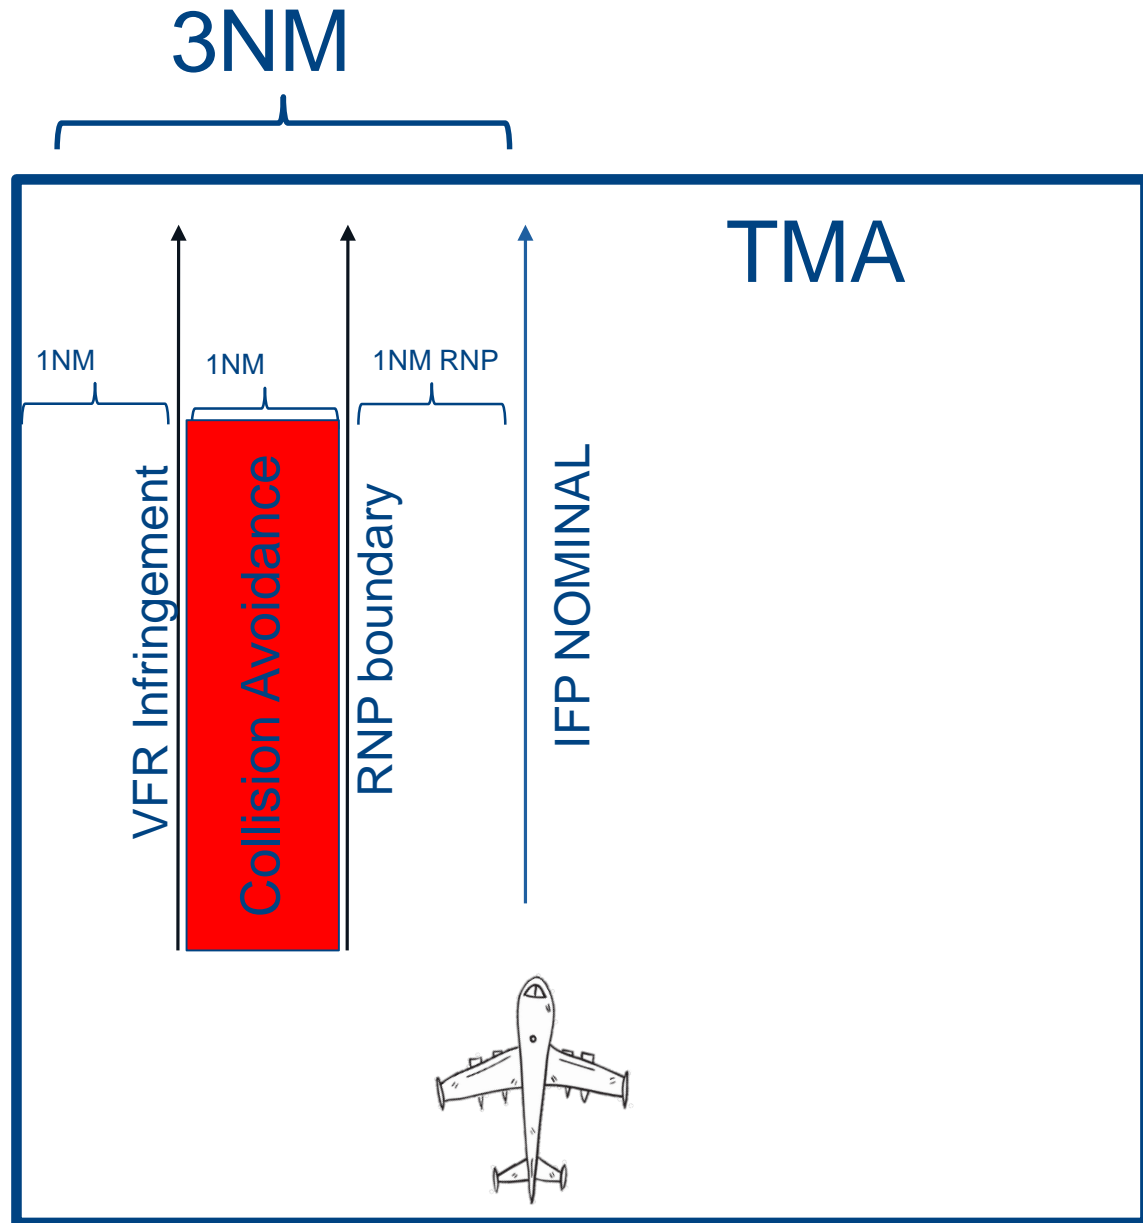 3NM
TMA
1NM
1NM
1NM RNP
VFR Infringement
Collision Avoidance
RNP boundary
IFP NOMINAL